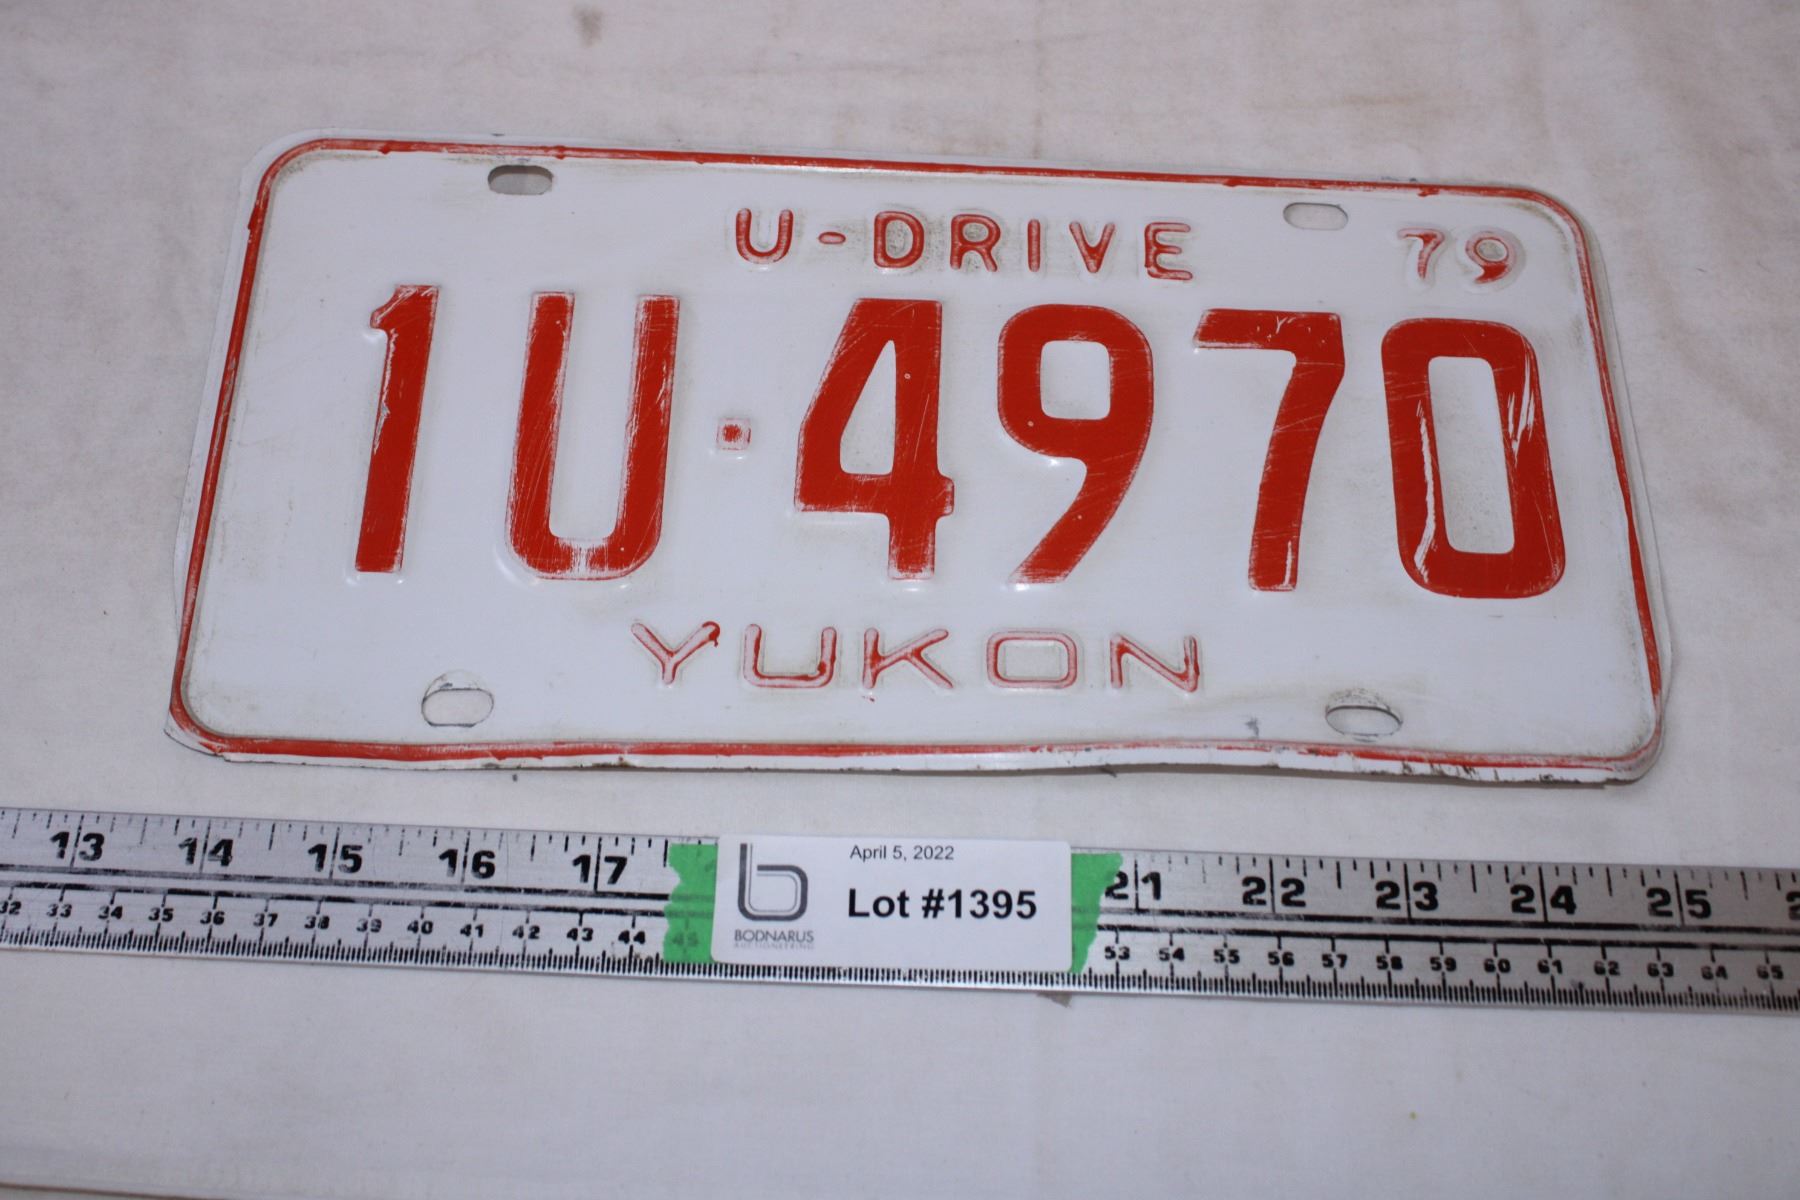 U-DRIVE 79
1U·4970
YUKON
13 14 15 16 17 21 22 23 24 25
32 33 34 35 36 37 38 39 40 41 42 43 44 45 53 54 55 56 57 58 59 60 61 62 63 64 65
April 5, 2022
Lot #1395
BODNARUS
AUCTIONEERING